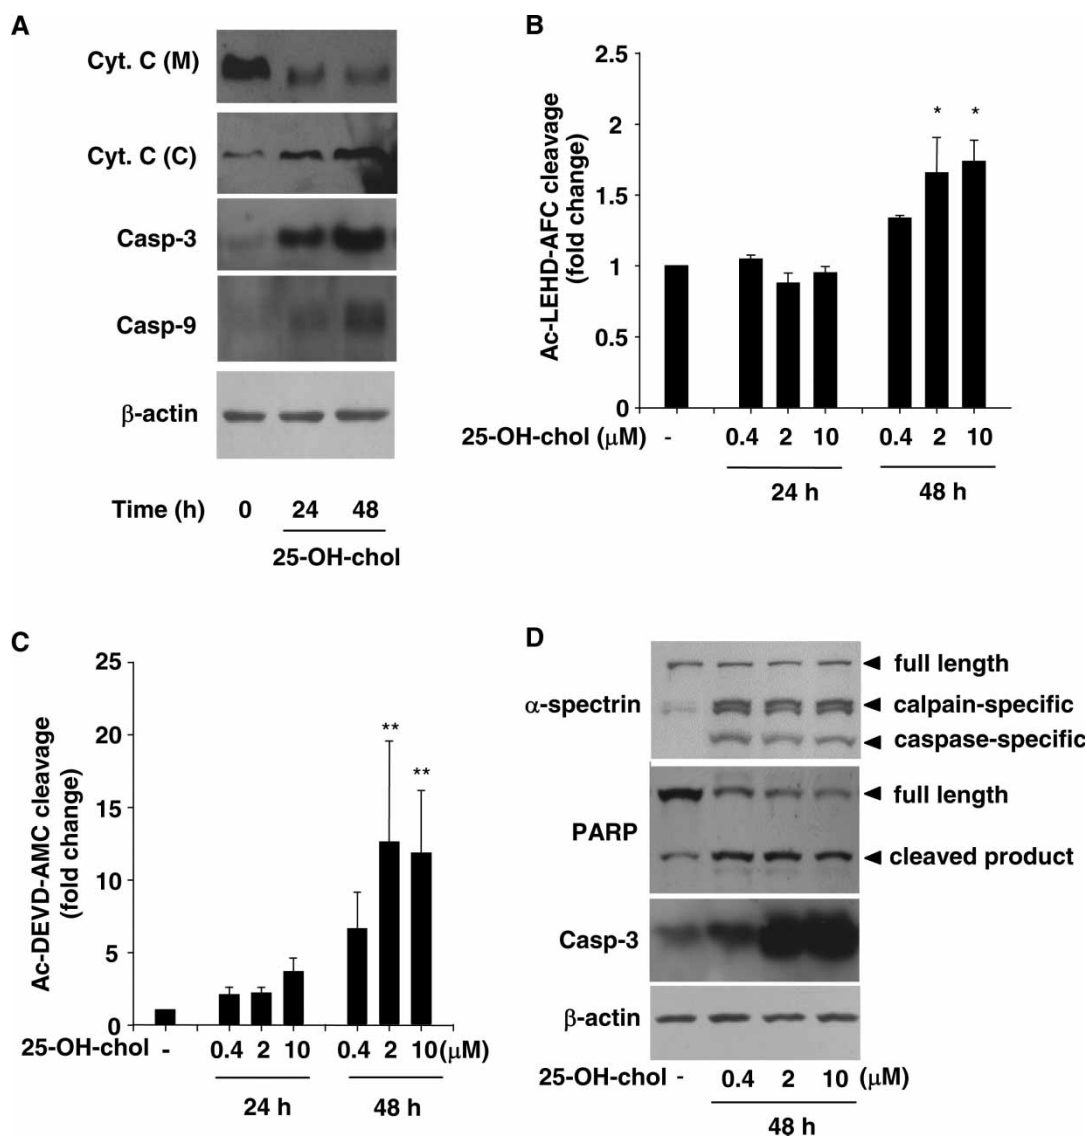 A
Cyt. C (M)
Cyt. C (C)
Casp-3
Casp-9
β-actin
Time (h) 0 24 48
25-OH-chol
B
Ac-LEHD-AFC cleavage
(fold change)
2.5
2
1.5
1
0.5
0
* *
25-OH-chol (μM) - 0.4 2 10 0.4 2 10
24 h 48 h
C
Ac-DEVD-AMC cleavage
(fold change)
25
20
15
10
5
0
** **
25-OH-chol - 0.4 2 10 0.4 2 10 (μM)
24 h 48 h
D
α-spectrin
full length
calpain-specific
caspase-specific
PARP
full length
cleaved product
Casp-3
β-actin
25-OH-chol - 0.4 2 10 (μM)
48 h